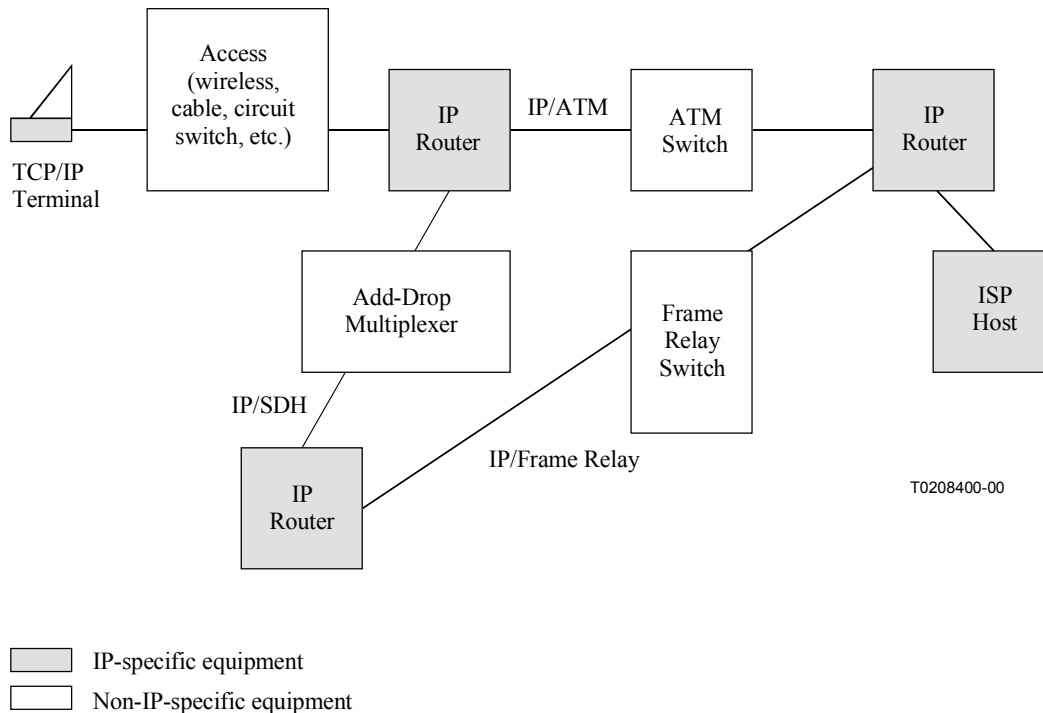 Access
(wireless,
cable, circuit
switch, etc.)
TCP/IP
Terminal
IP
Router
IP/ATM
ATM
Switch
IP
Router
Add-Drop
Multiplexer
Frame
Relay
Switch
ISP
Host
IP/SDH
IP/Frame Relay
IP
Router
T0208400-00
IP-specific equipment
Non-IP-specific equipment